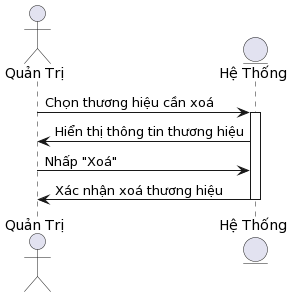 Quản Trị
Hệ Thống
Chọn thương hiệu cần xoá
Hiển thị thông tin thương hiệu
Nhấp "Xoá"
Xác nhận xoá thương hiệu
Quản Trị
Hệ Thống